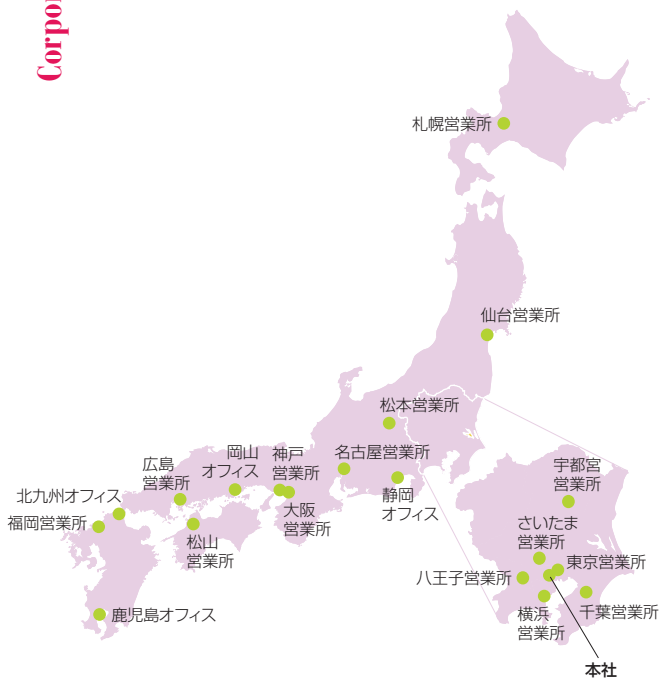 Corpor
札幌営業所
仙台営業所
松本営業所
名古屋営業所
静岡
オフィス
岡山
オフィス
神戸
営業所
大阪
営業所
広島
営業所
松山
営業所
北九州オフィス
福岡営業所
鹿児島オフィス
宇都宮
営業所
さいたま
営業所
東京営業所
八王子営業所
横浜
営業所
千葉営業所
本社